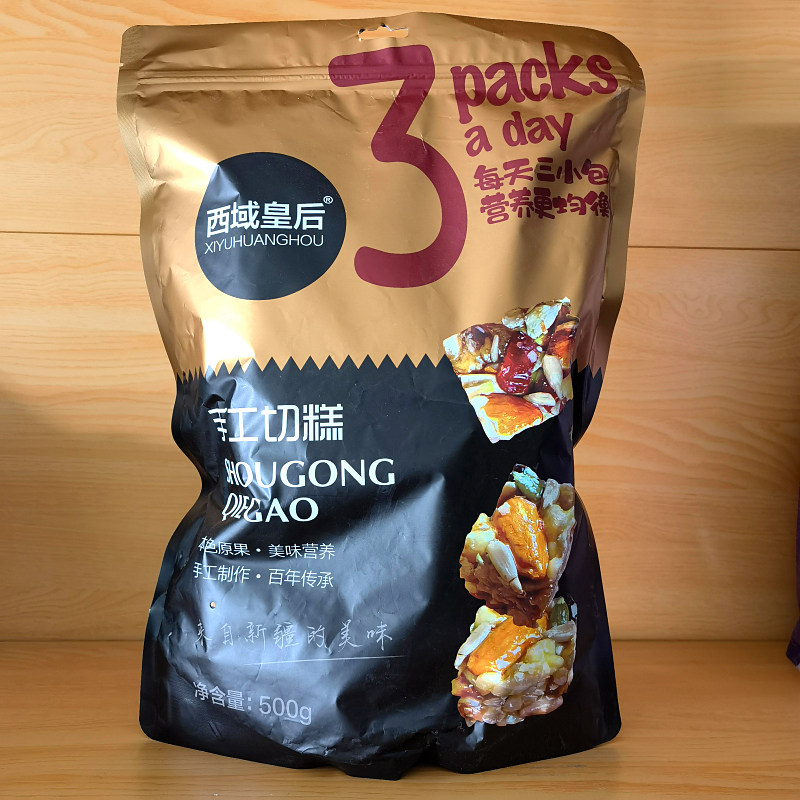 3 packs
a day
每天三小包
营养更均衡
西域皇后®
XIYUHUANGHOU
手工切糕
SHOUGONG
QIEGAO
本色原果·美味营养
手工制作·百年传承
来自新疆的美味
净含量:500g